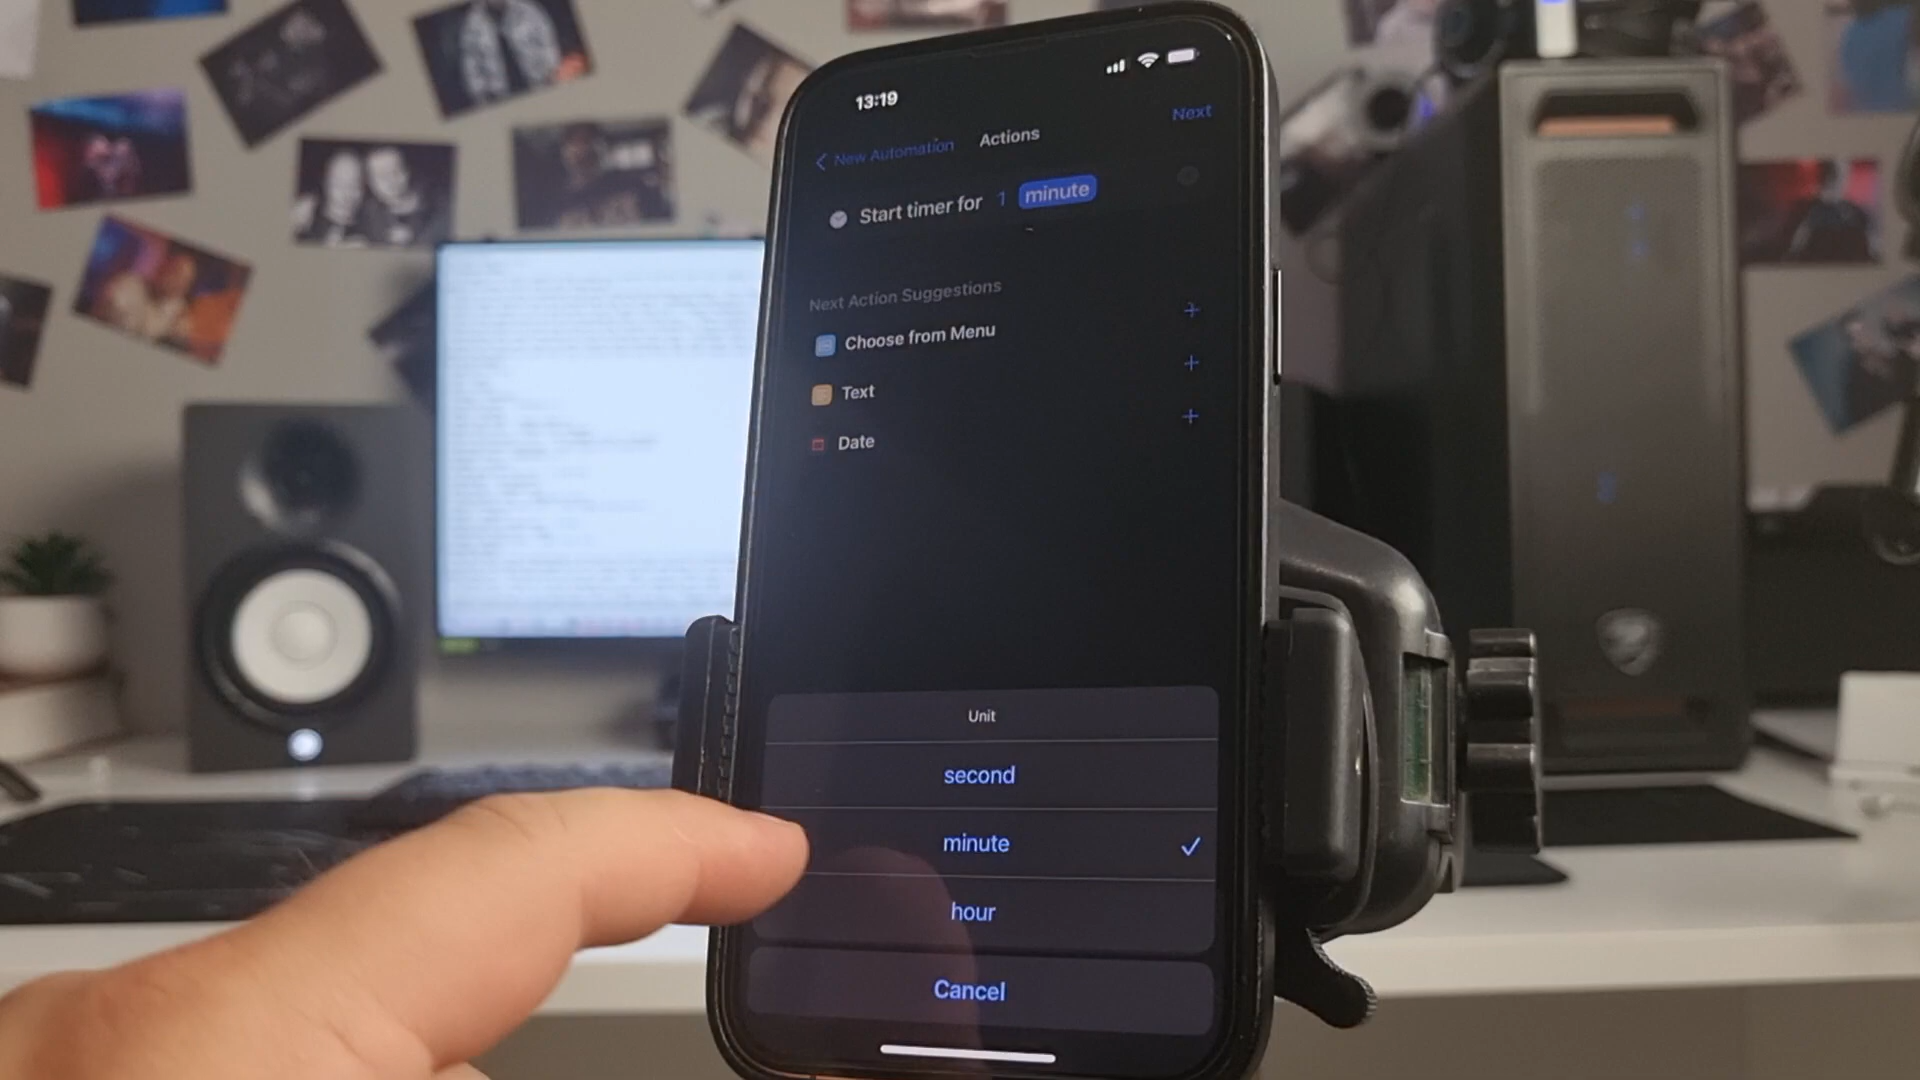 13:19
New Automation
Actions
Next
Start timer for 1 minute
Next Action Suggestions
Choose from Menu
Text
Date
Unit
second
minute
hour
Cancel